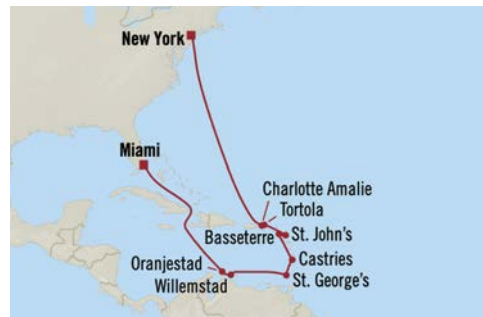 New York
Miami
Charlotte Amalie
Tortola
Basseterre
St. John's
Castries
Oranjestad
St. George's
Willemstad